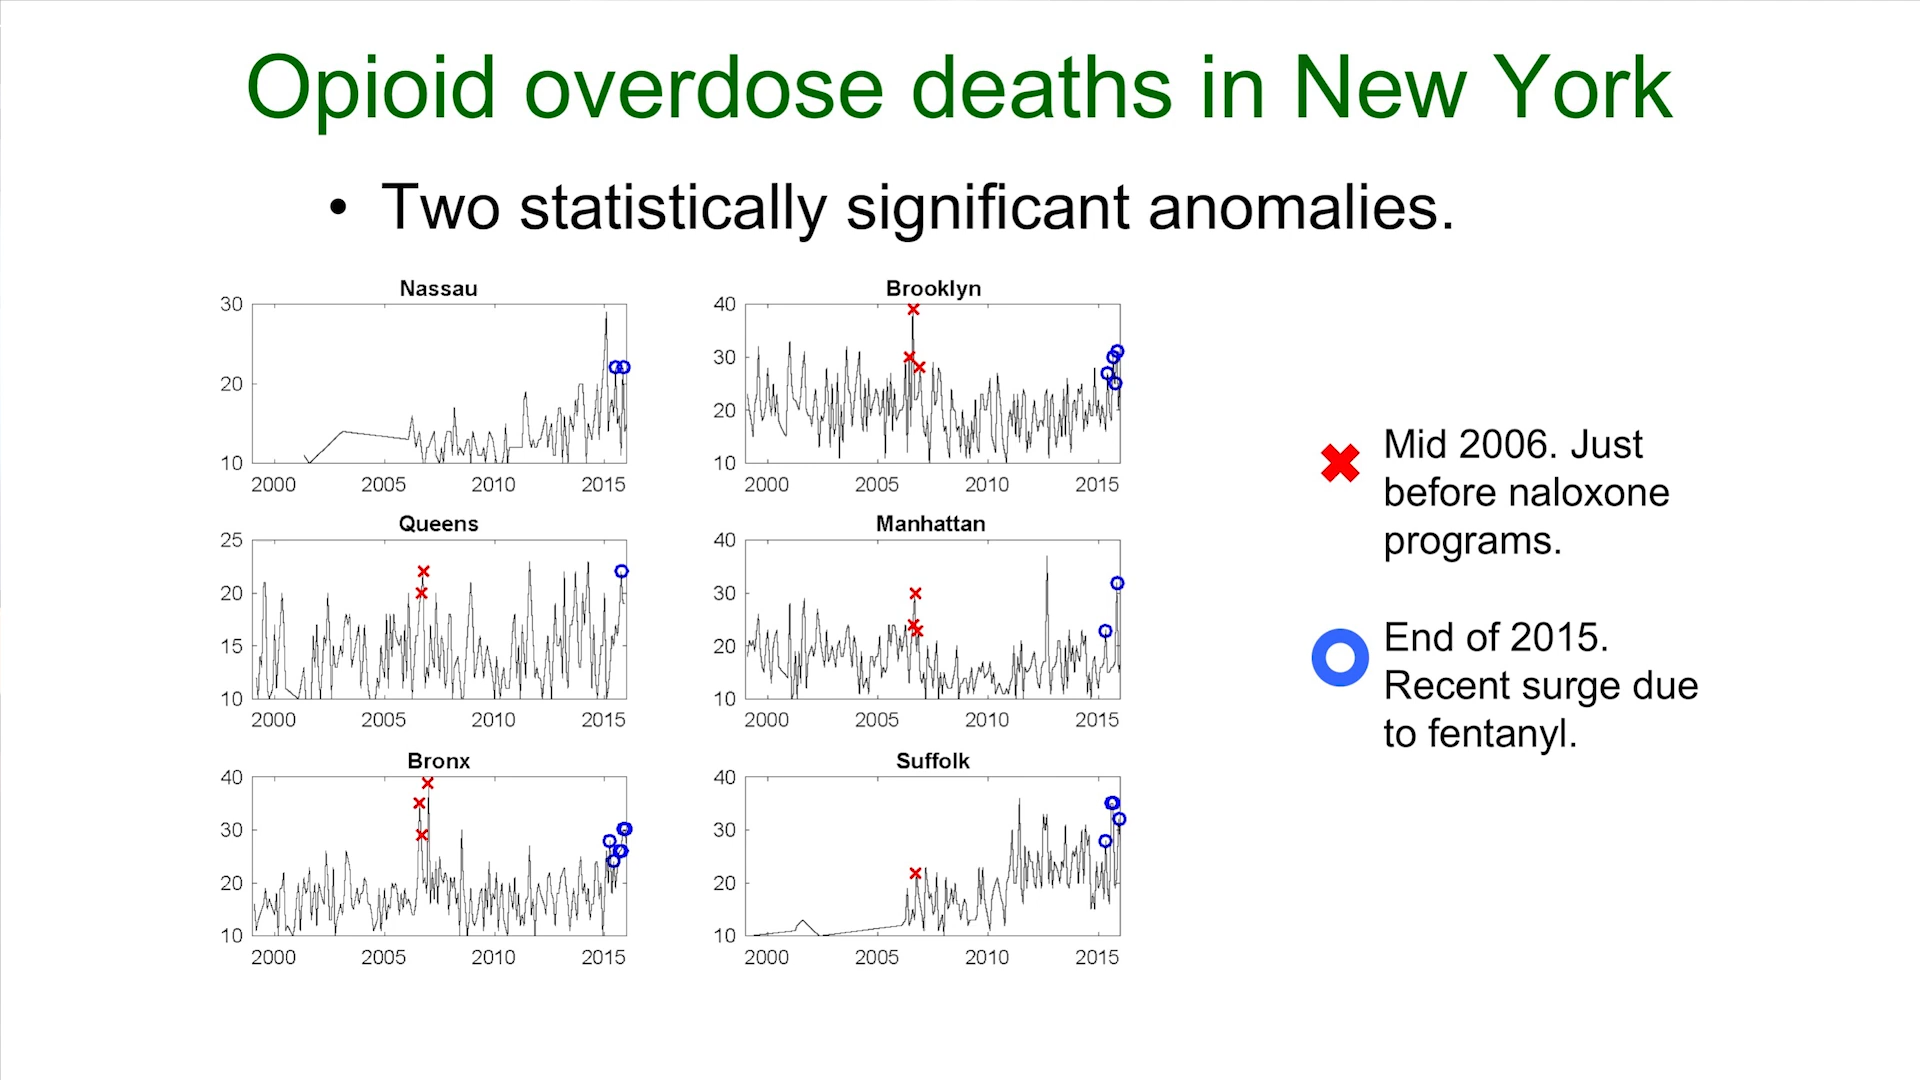 Opioid overdose deaths in New York
• Two statistically significant anomalies.
Nassau
30
20
10
2000 2005 2010 2015
Brooklyn
40
30
20
10
2000 2005 2010 2015
Queens
25
20
15
10
2000 2005 2010 2015
Manhattan
40
30
20
10
2000 2005 2010 2015
Bronx
40
30
20
10
2000 2005 2010 2015
Suffolk
40
30
20
10
2000 2005 2010 2015
Mid 2006. Just
before naloxone
programs.
End of 2015.
Recent surge due
to fentanyl.